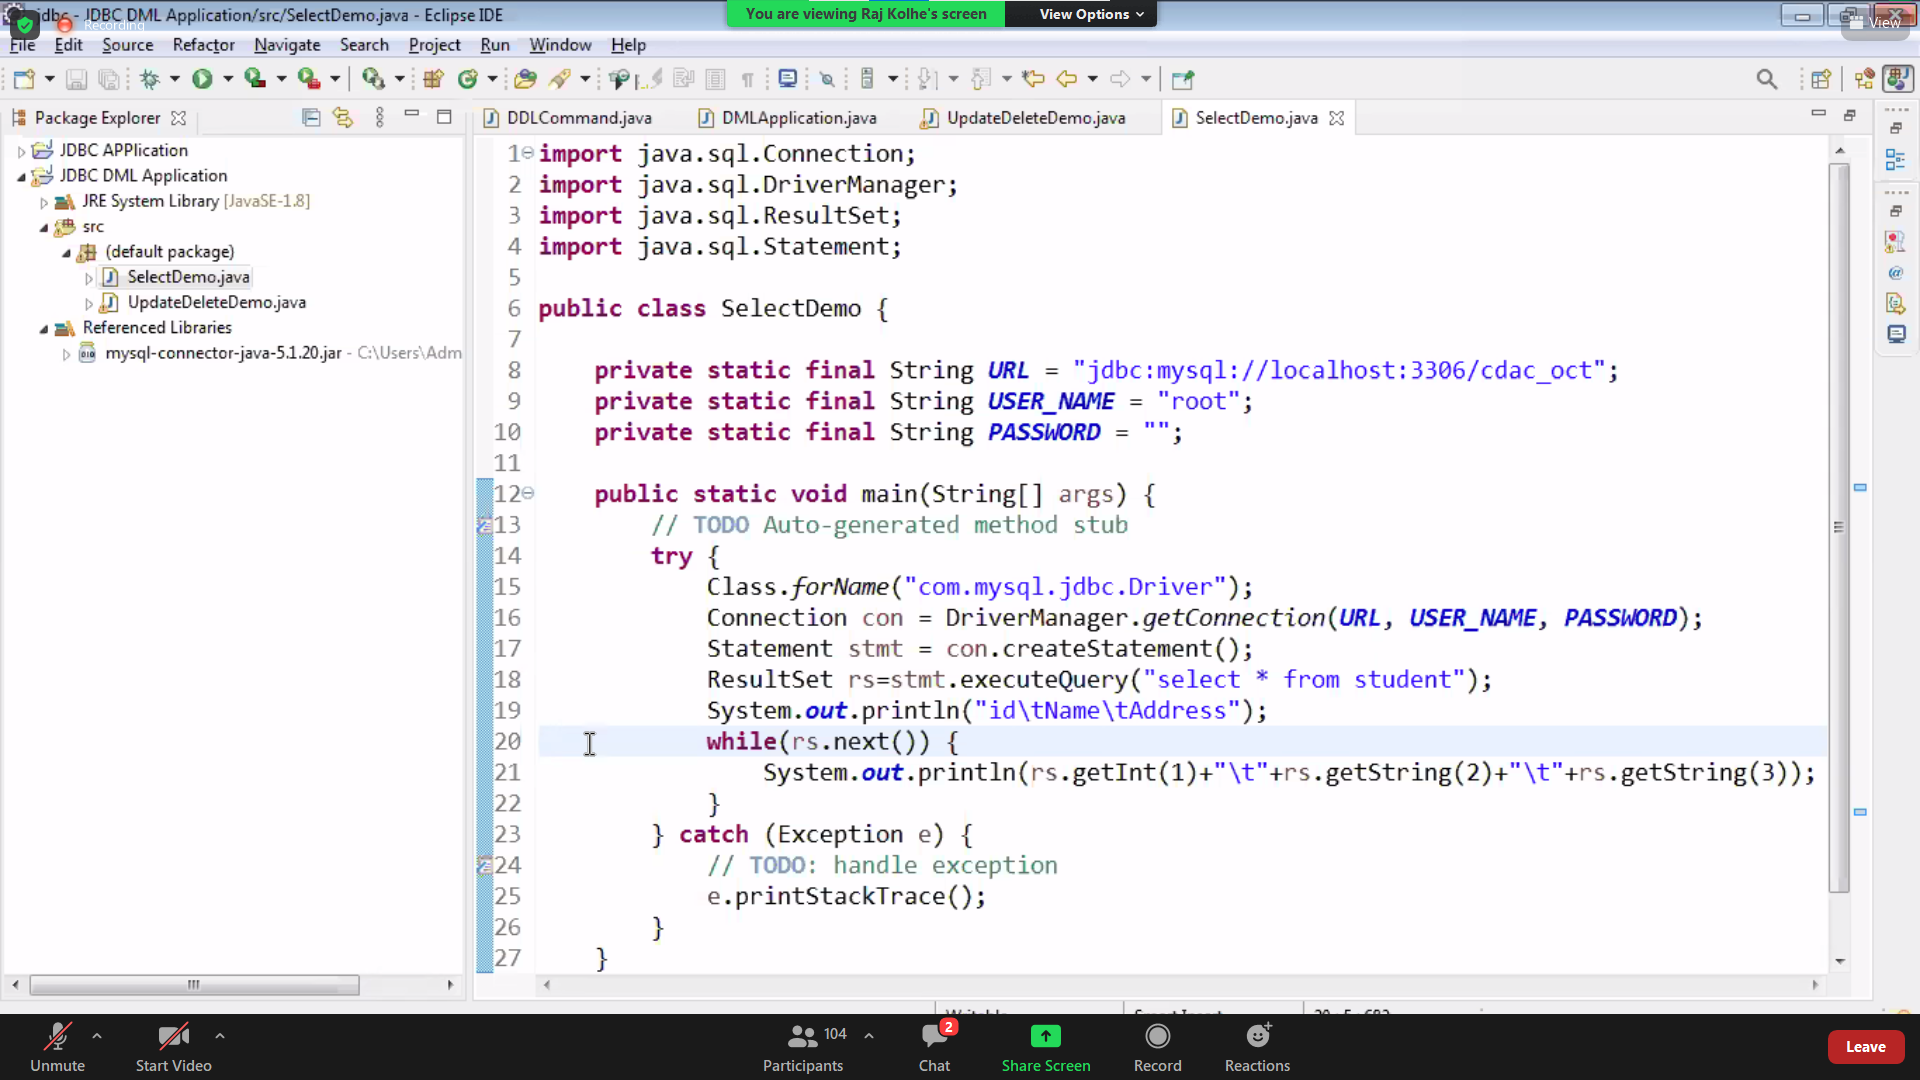 jdbc - JDBC DML Application/src/SelectDemo.java - Eclipse IDE
Recording
You are viewing Raj Kolhe's screen
View Options
View
File Edit Source Refactor Navigate Search Project Run Window Help
Package Explorer
DDLCommand.java
DMLApplication.java
UpdateDeleteDemo.java
SelectDemo.java
JDBC APPlication
JDBC DML Application
JRE System Library [JavaSE-1.8]
src
(default package)
SelectDemo.java
UpdateDeleteDemo.java
Referenced Libraries
mysql-connector-java-5.1.20.jar - C:\Users\Adm
1 import java.sql.Connection;
2 import java.sql.DriverManager;
3 import java.sql.ResultSet;
4 import java.sql.Statement;
5
6 public class SelectDemo {
7
8 private static final String URL = "jdbc:mysql://localhost:3306/cdac_oct";
9 private static final String USER_NAME = "root";
10 private static final String PASSWORD = "";
11
12 public static void main(String[] args) {
13 // TODO Auto-generated method stub
14 try {
15 Class.forName("com.mysql.jdbc.Driver");
16 Connection con = DriverManager.getConnection(URL, USER_NAME, PASSWORD);
17 Statement stmt = con.createStatement();
18 ResultSet rs=stmt.executeQuery("select * from student");
19 System.out.println("id\tName\tAddress");
20 while(rs.next()) {
21 System.out.println(rs.getInt(1)+"\t"+rs.getString(2)+"\t"+rs.getString(3));
22 }
23 } catch (Exception e) {
24 // TODO: handle exception
25 e.printStackTrace();
26 }
27 }
Unmute
Start Video
104
Participants
2
Chat
Share Screen
Record
Reactions
Leave